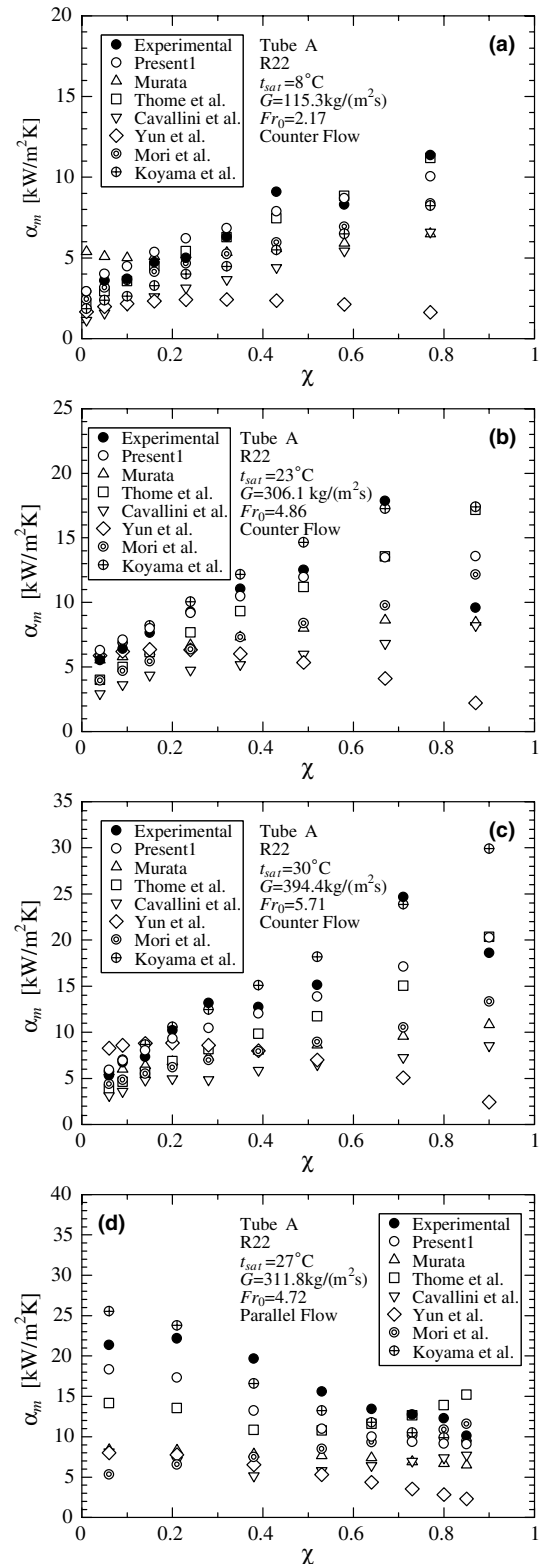 20
15
10
5
0
α_m [kW/m²K]
Experimental
Present1
Murata
Thome et al.
Cavallini et al.
Yun et al.
Mori et al.
Koyama et al.
Tube A
R22
t_sat=8°C
G=115.3kg/(m²s)
Fr₀=2.17
Counter Flow
(a)
0 0.2 0.4 0.6 0.8 1
χ
25
20
15
10
5
0
α_m [kW/m²K]
Experimental
Present1
Murata
Thome et al.
Cavallini et al.
Yun et al.
Mori et al.
Koyama et al.
Tube A
R22
t_sat=23°C
G=306.1 kg/(m²s)
Fr₀=4.86
Counter Flow
(b)
0 0.2 0.4 0.6 0.8 1
χ
35
30
25
20
15
10
5
0
α_m [kW/m²K]
Experimental
Present1
Murata
Thome et al.
Cavallini et al.
Yun et al.
Mori et al.
Koyama et al.
Tube A
R22
t_sat=30°C
G=394.4kg/(m²s)
Fr₀=5.71
Counter Flow
(c)
0 0.2 0.4 0.6 0.8 1
χ
40
35
30
25
20
15
10
5
0
α_m [kW/m²K]
(d)
Tube A
R22
t_sat=27°C
G=311.8kg/(m²s)
Fr₀=4.72
Parallel Flow
Experimental
Present1
Murata
Thome et al.
Cavallini et al.
Yun et al.
Mori et al.
Koyama et al.
0 0.2 0.4 0.6 0.8 1
χ